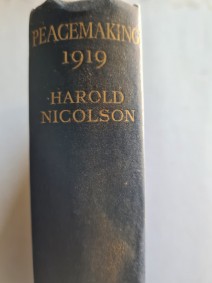 PEACEMAKING
1919
HAROLD
NICOLSON